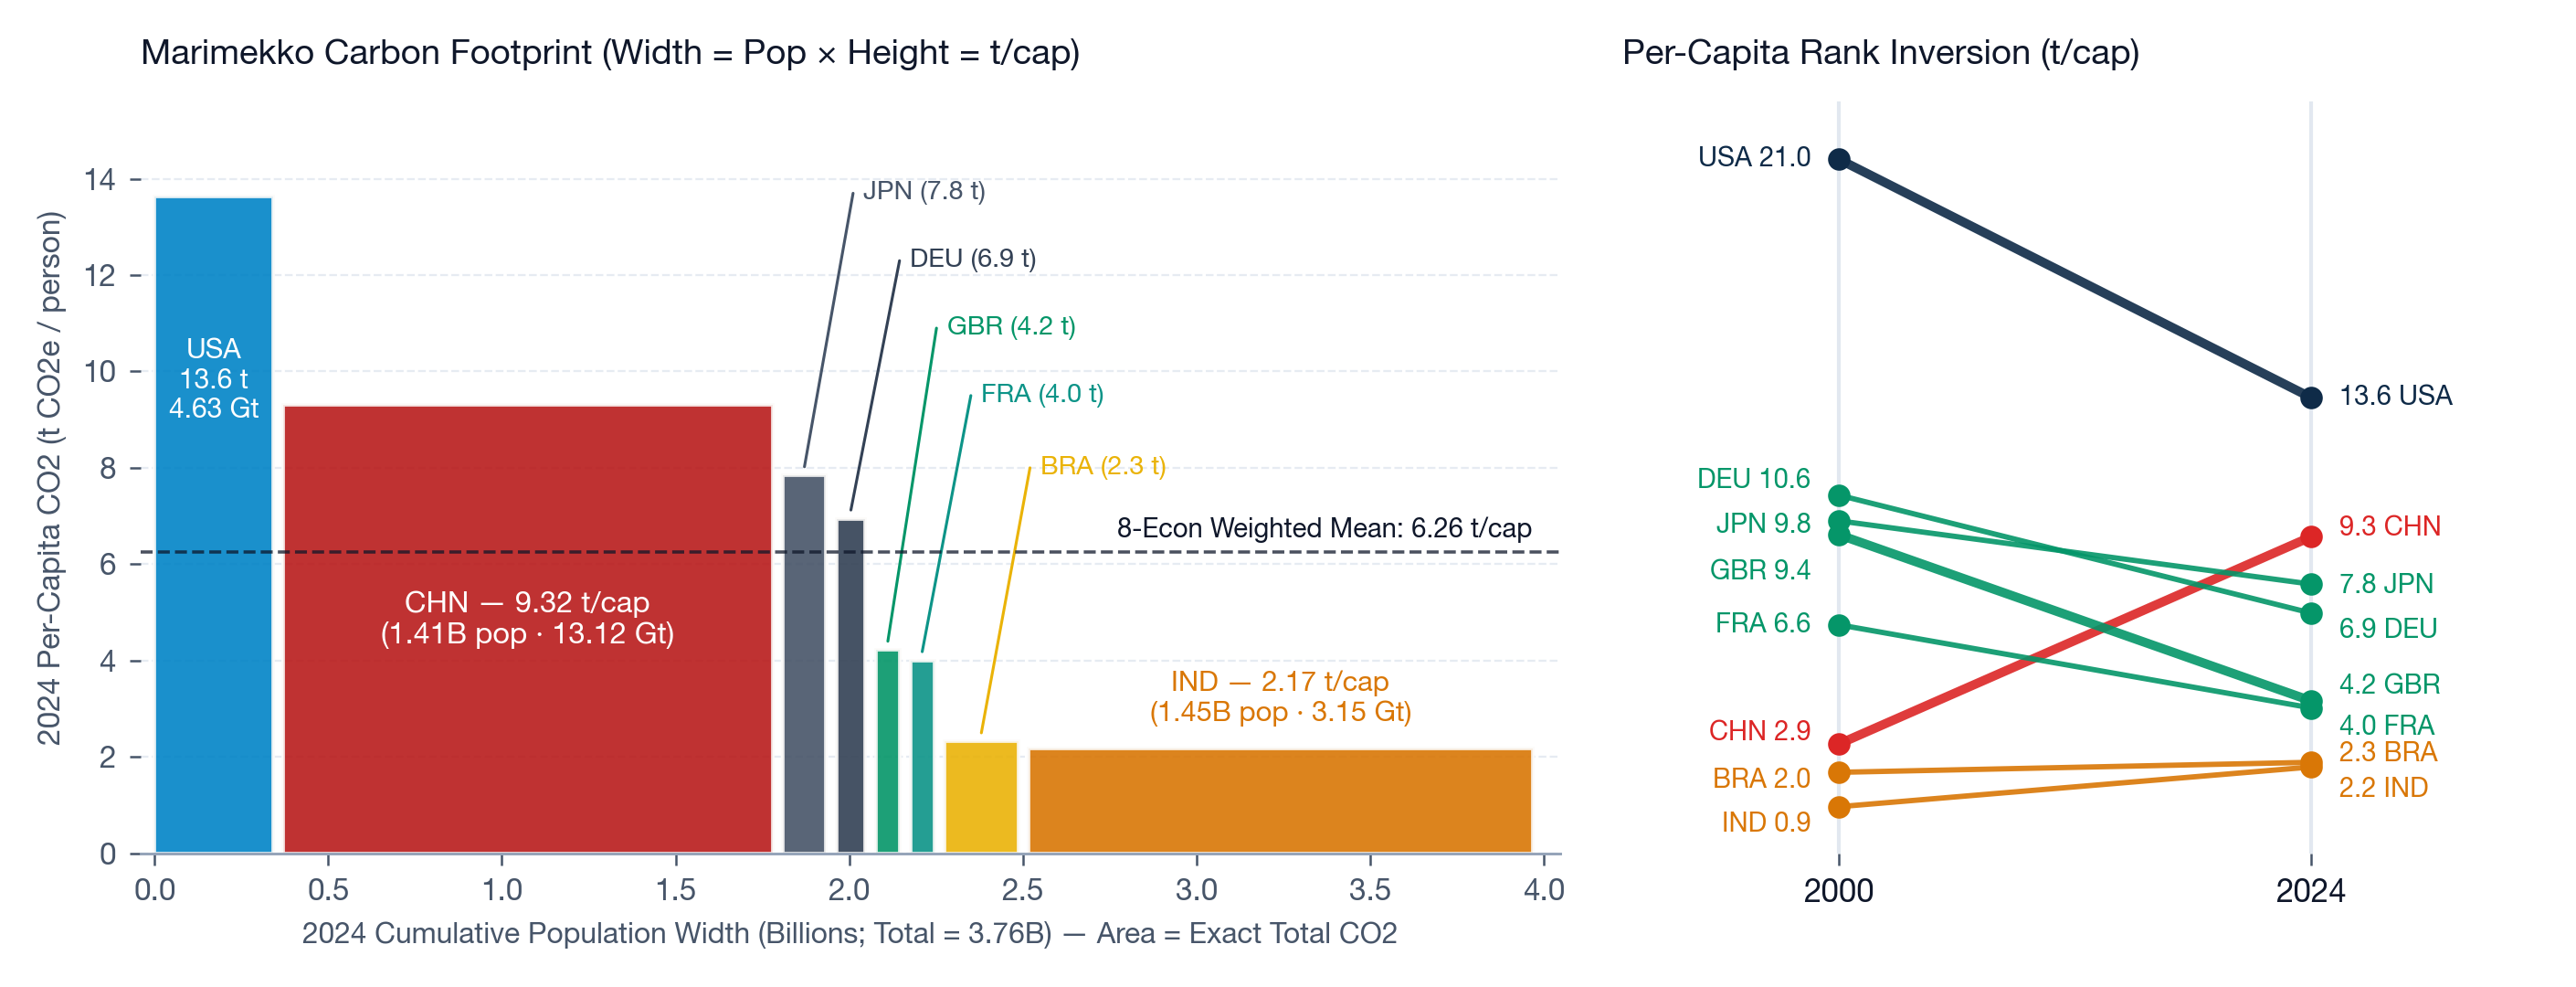 Marimekko Carbon Footprint (Width = Pop × Height = t/cap)
2024 Per-Capita CO2 (t CO2e / person)
14
12
10
8
6
4
2
0
USA
13.6 t
4.63 Gt
CHN — 9.32 t/cap
(1.41B pop · 13.12 Gt)
JPN (7.8 t)
DEU (6.9 t)
GBR (4.2 t)
FRA (4.0 t)
BRA (2.3 t)
8-Econ Weighted Mean: 6.26 t/cap
IND — 2.17 t/cap
(1.45B pop · 3.15 Gt)
0.0 0.5 1.0 1.5 2.0 2.5 3.0 3.5 4.0
2024 Cumulative Population Width (Billions; Total = 3.76B) — Area = Exact Total CO2
Per-Capita Rank Inversion (t/cap)
USA 21.0
DEU 10.6
JPN 9.8
GBR 9.4
FRA 6.6
CHN 2.9
BRA 2.0
IND 0.9
13.6 USA
9.3 CHN
7.8 JPN
6.9 DEU
4.2 GBR
4.0 FRA
2.3 BRA
2.2 IND
2000 2024